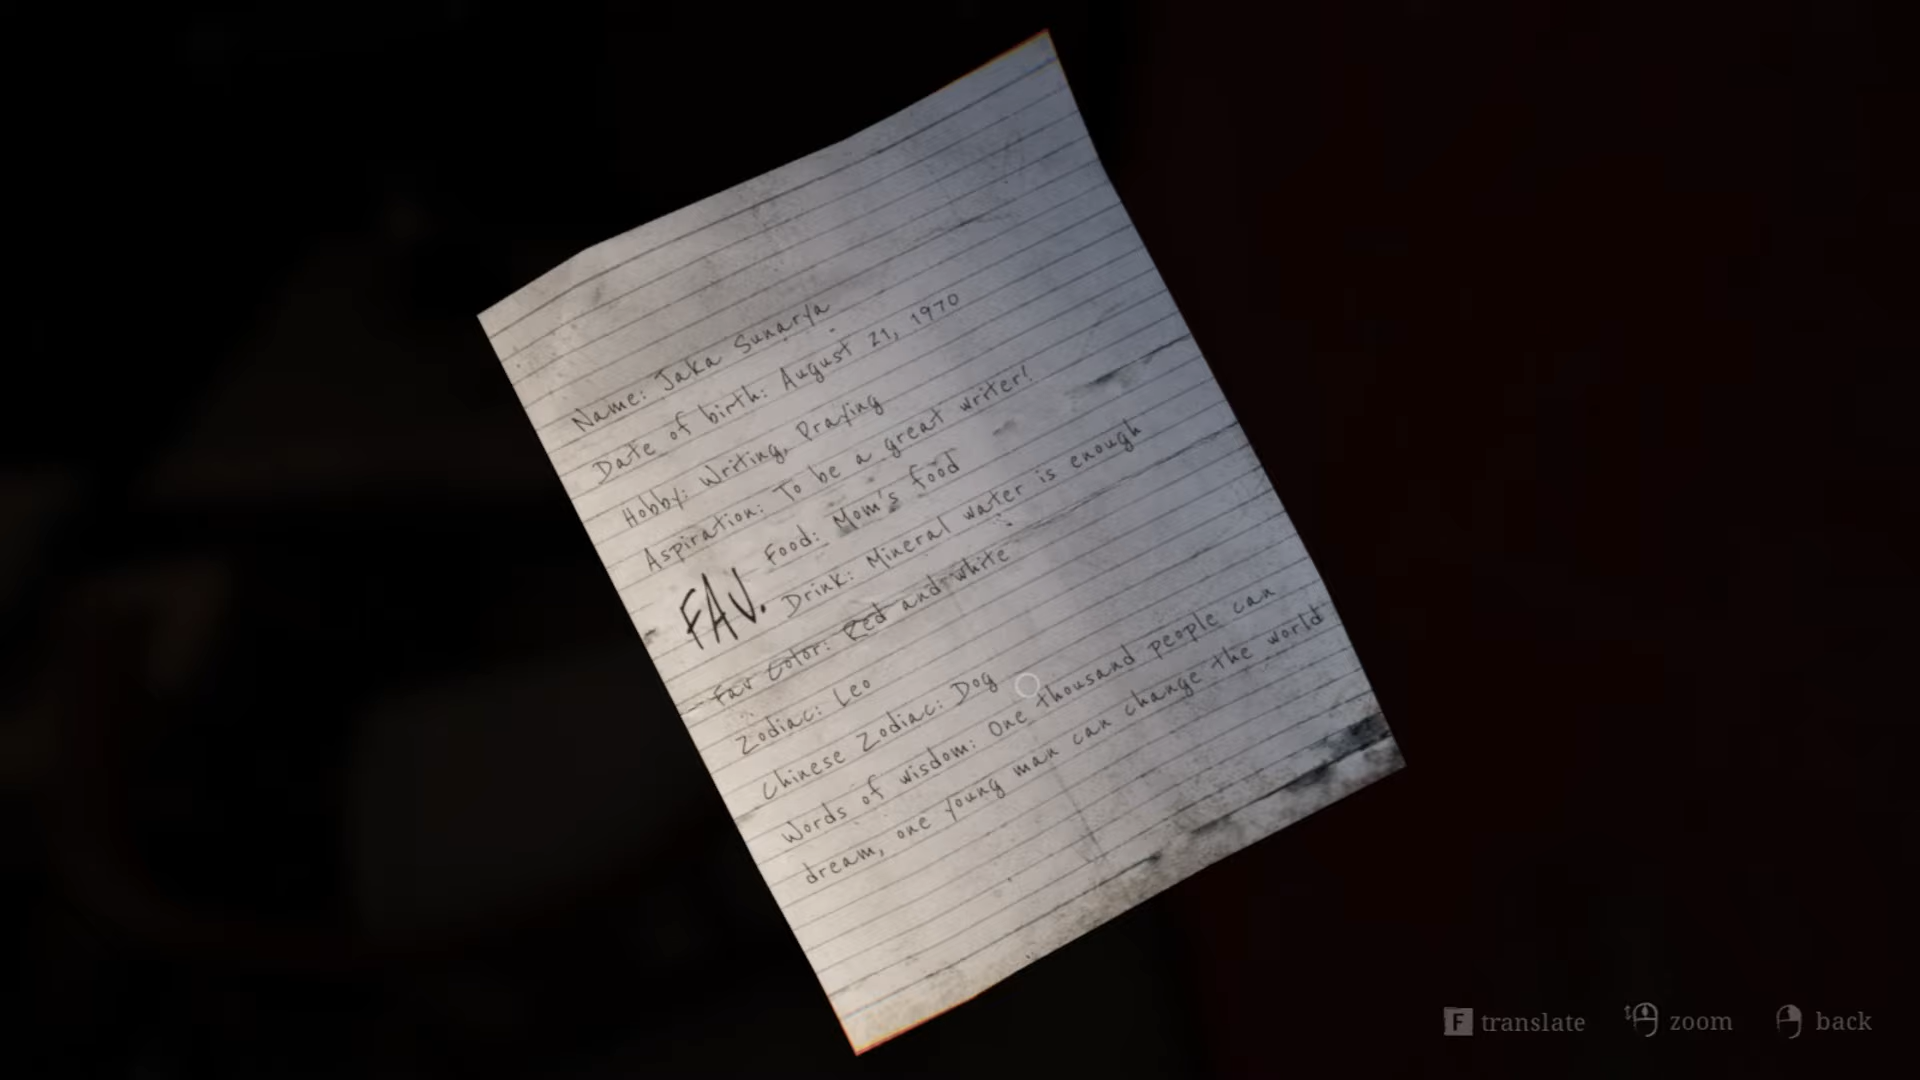 Name: Jaka Sunarya
Date of birth: August 21, 1970
Hobby: Writing, Praying
Aspiration: To be a great writer!
FAV. Food: Mom's food
Drink: Mineral water is enough
Fav Color: Red and white
Zodiac: Leo
Chinese Zodiac: Dog
Words of wisdom: One thousand people can
dream, one young man can change the world
F translate zoom back